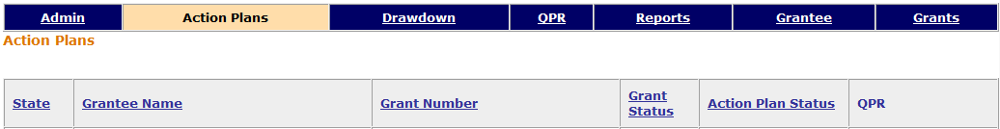 Admin Action Plans Drawdown QPR Reports Grantee Grants
Action Plans
State Grantee Name Grant Number Grant Status Action Plan Status QPR